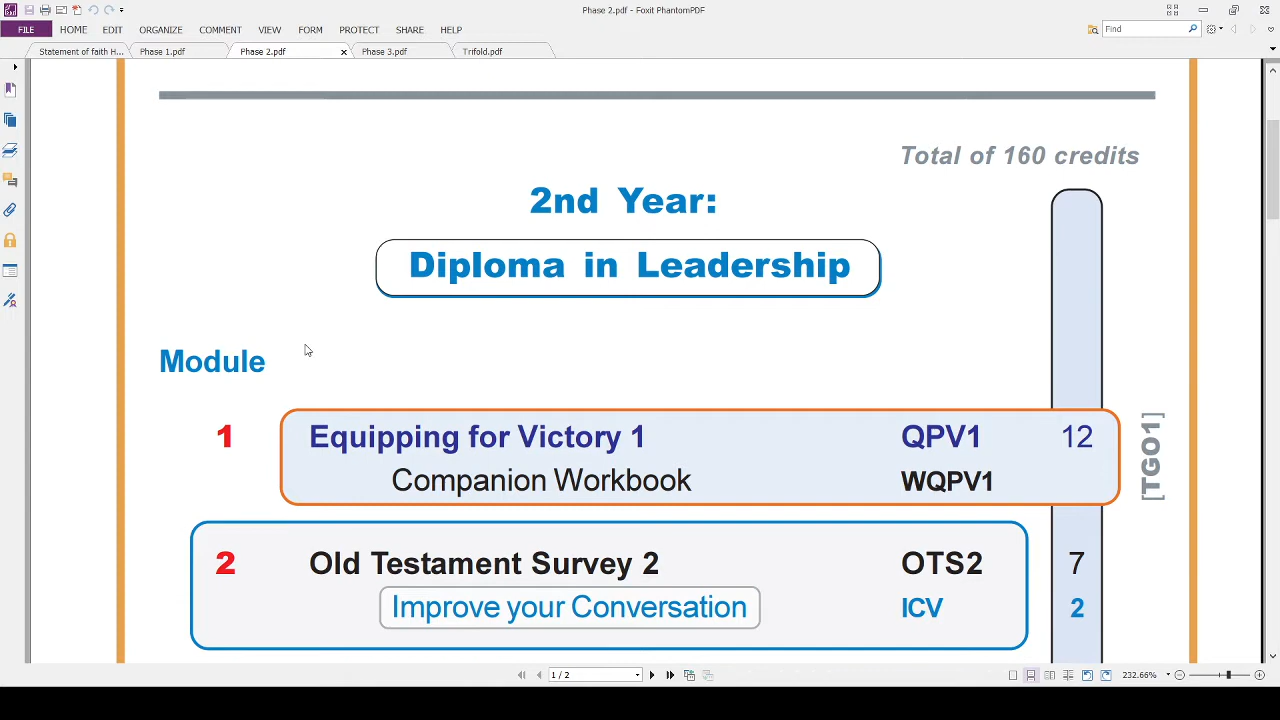 Phase 2.pdf - Foxit PhantomPDF
FILE HOME EDIT ORGANIZE COMMENT VIEW FORM PROTECT SHARE HELP
Find
Statement of faith H... Phase 1.pdf Phase 2.pdf Phase 3.pdf Trifold.pdf
Total of 160 credits
2nd Year:
Diploma in Leadership
Module
1 Equipping for Victory 1 QPV1 12
Companion Workbook WQPV1
[TGO1]
2 Old Testament Survey 2 OTS2 7
Improve your Conversation ICV 2
1 / 2
232.66%